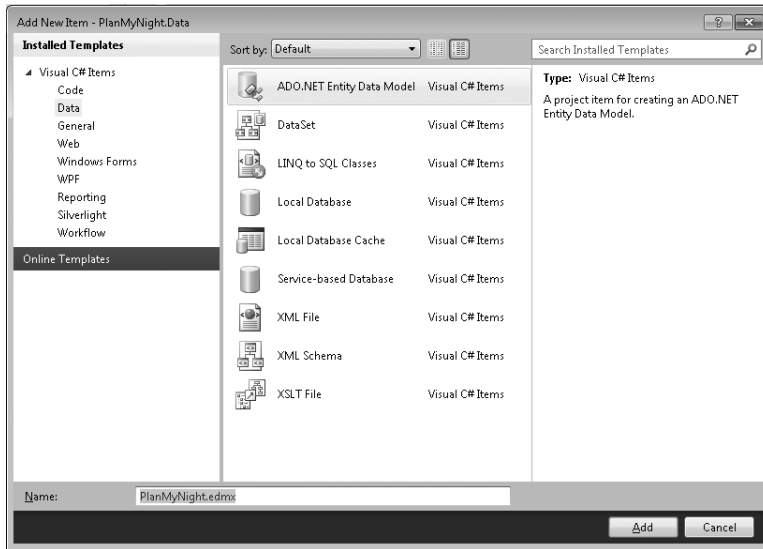 Add New Item - PlanMyNight.Data
Installed Templates
Visual C# Items
Code
Data
General
Web
Windows Forms
WPF
Reporting
Silverlight
Workflow
Online Templates
Sort by: Default
Search Installed Templates
ADO.NET Entity Data Model Visual C# Items
DataSet Visual C# Items
LINQ to SQL Classes Visual C# Items
Local Database Visual C# Items
Local Database Cache Visual C# Items
Service-based Database Visual C# Items
XML File Visual C# Items
XML Schema Visual C# Items
XSLT File Visual C# Items
Type: Visual C# Items
A project item for creating an ADO.NET
Entity Data Model.
Name: PlanMyNight.edmx
Add Cancel